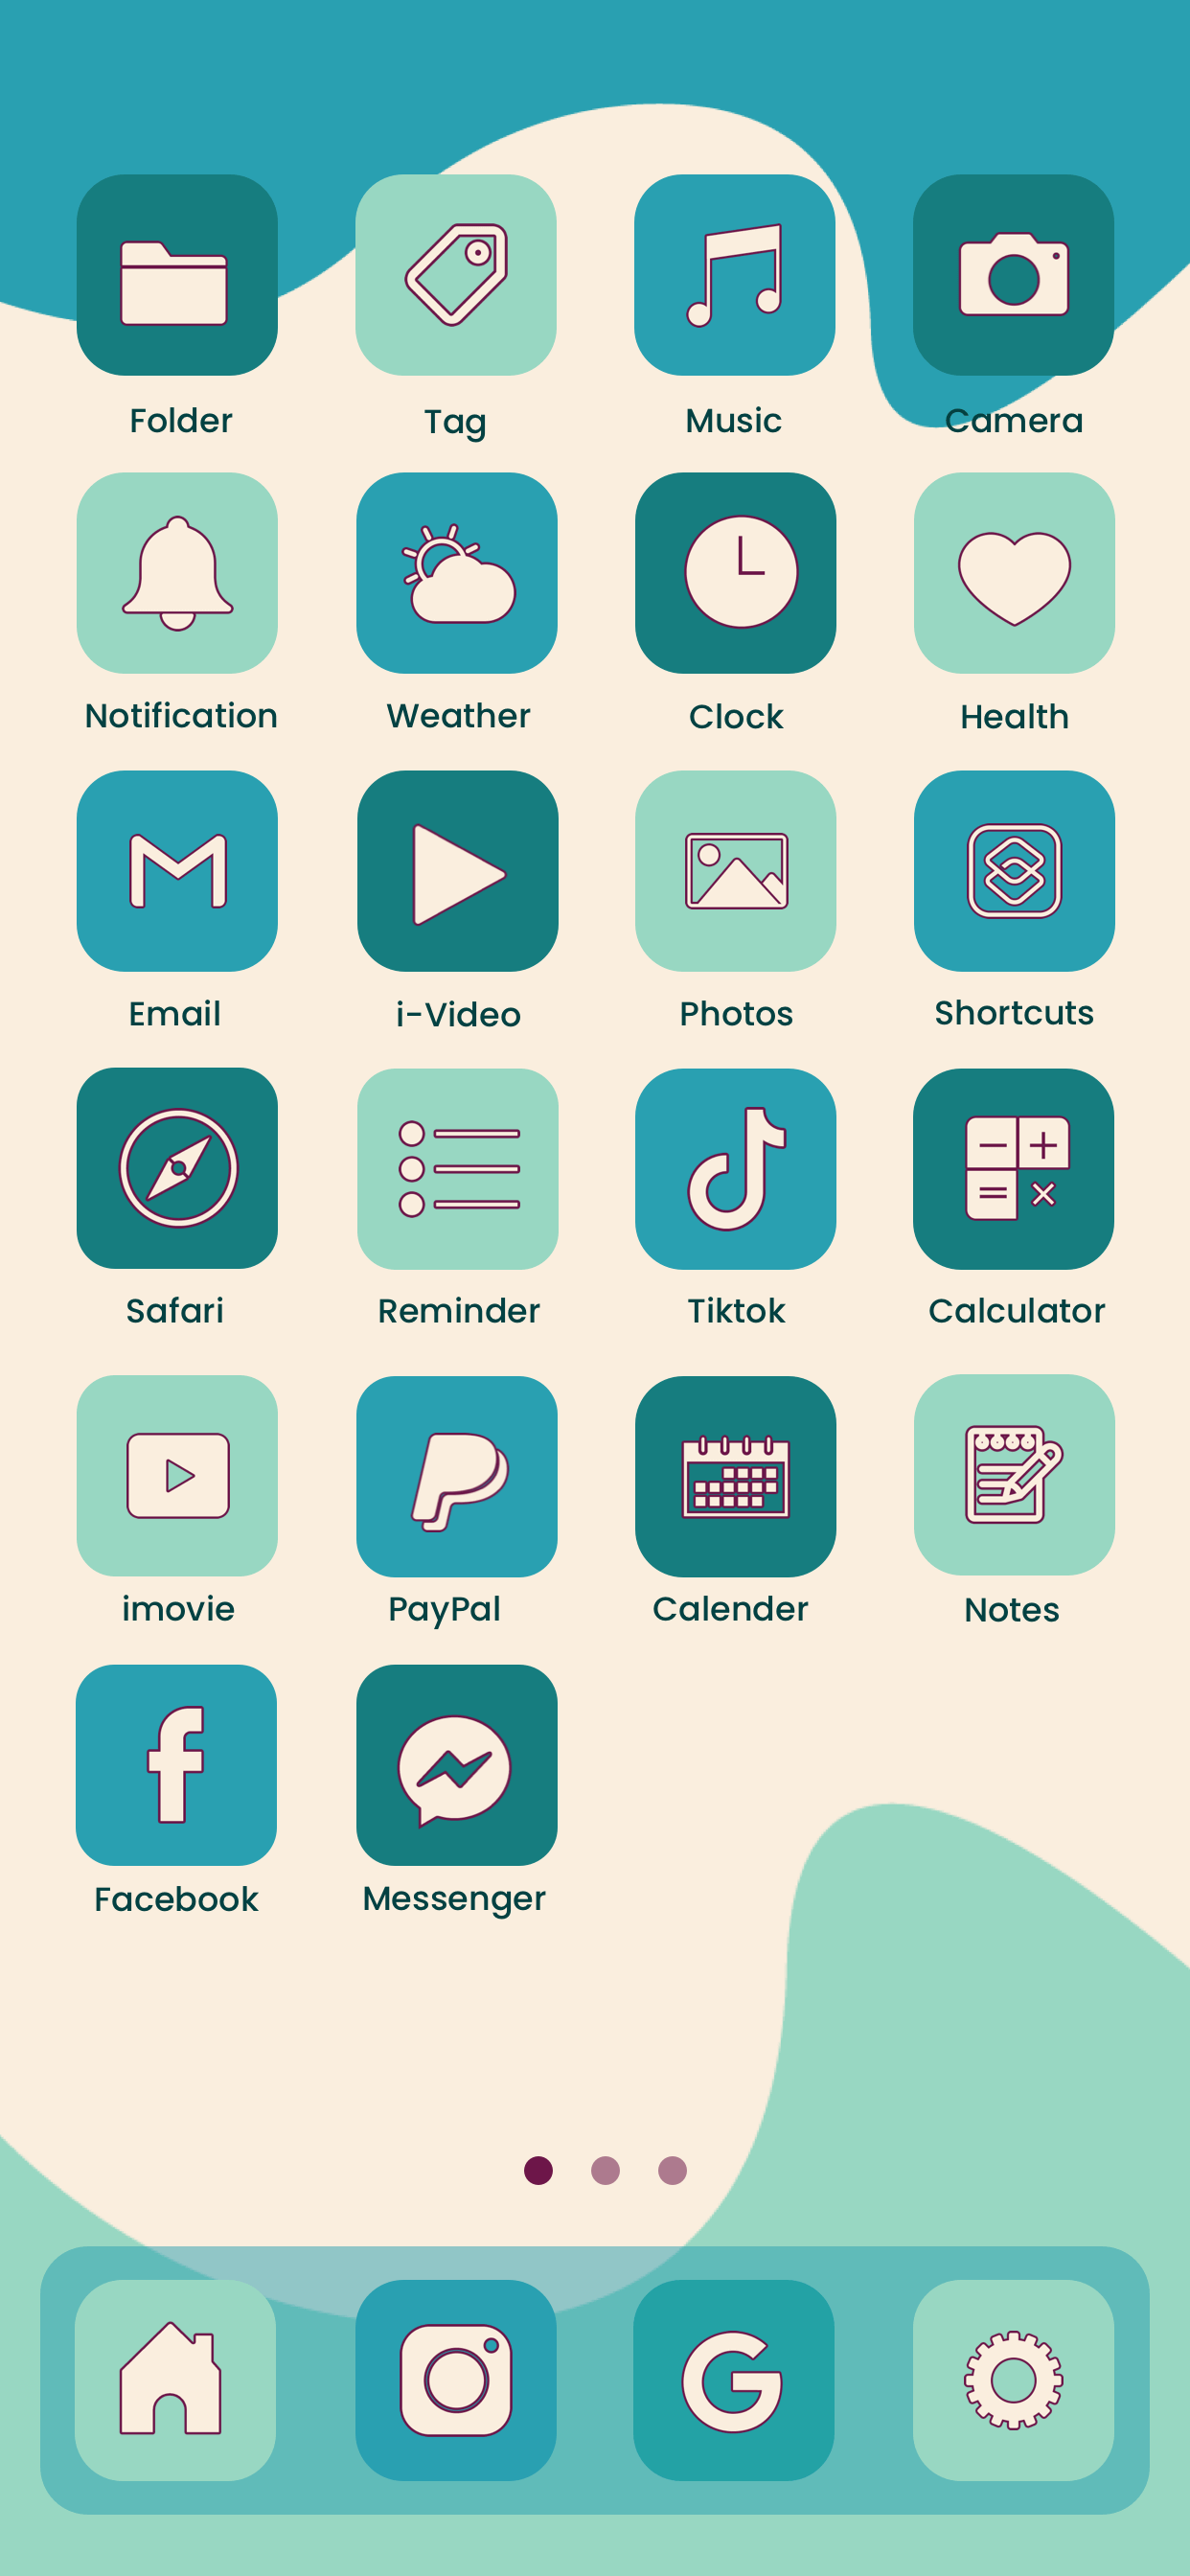 Folder Tag Music Camera
Notification Weather Clock Health
Email i-Video Photos Shortcuts
Safari Reminder Tiktok Calculator
imovie PayPal Calender Notes
Facebook Messenger